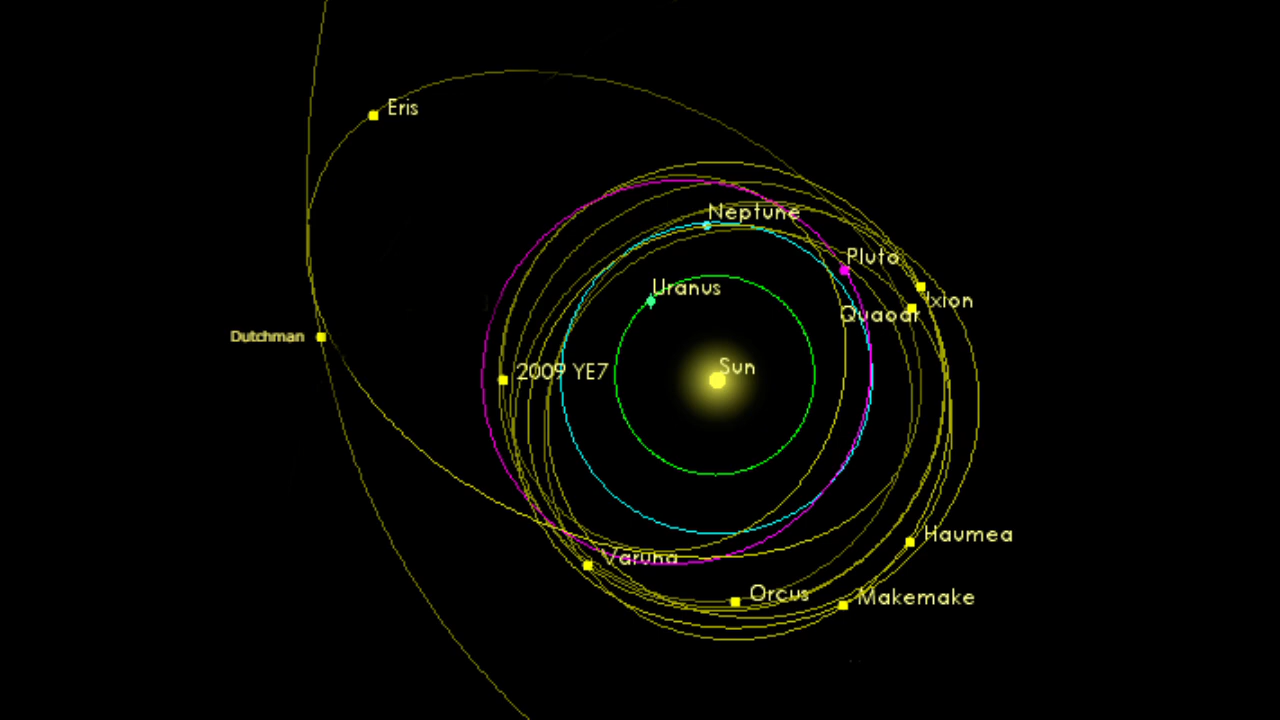 Eris
Neptune
Pluto
Uranus
Ixion
Quaoar
Dutchman
2009 YE7
Sun
Haumea
Varuna
Orcus
Makemake